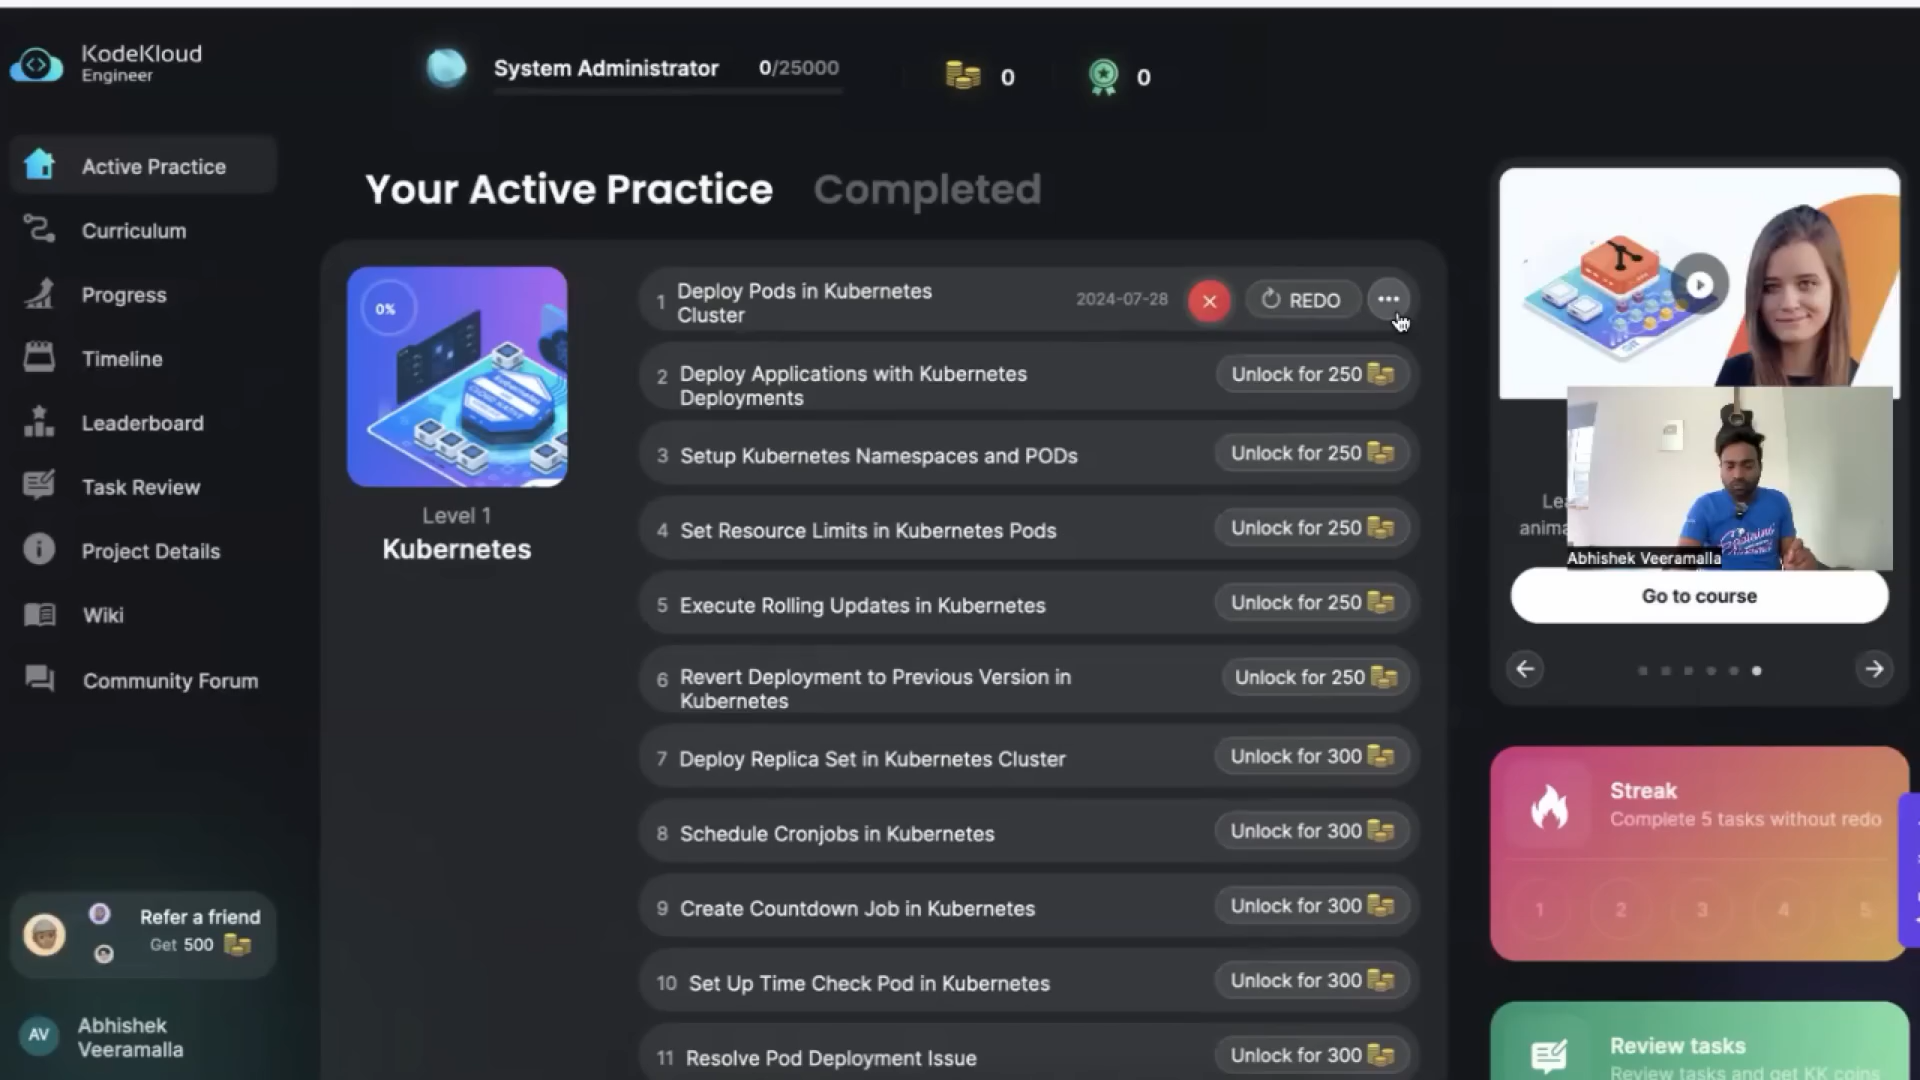 KodeKloud
Engineer
System Administrator 0/25000
0
0
Active Practice
Curriculum
Progress
Timeline
Leaderboard
Task Review
Project Details
Wiki
Community Forum
Refer a friend
Get 500
AV
Abhishek
Veeramalla
Your Active Practice Completed
0%
Level 1
Kubernetes
1 Deploy Pods in Kubernetes
Cluster
2024-07-28
REDO
2 Deploy Applications with Kubernetes
Deployments
Unlock for 250
3 Setup Kubernetes Namespaces and PODs
Unlock for 250
4 Set Resource Limits in Kubernetes Pods
Unlock for 250
5 Execute Rolling Updates in Kubernetes
Unlock for 250
6 Revert Deployment to Previous Version in
Kubernetes
Unlock for 250
7 Deploy Replica Set in Kubernetes Cluster
Unlock for 300
8 Schedule Cronjobs in Kubernetes
Unlock for 300
9 Create Countdown Job in Kubernetes
Unlock for 300
10 Set Up Time Check Pod in Kubernetes
Unlock for 300
11 Resolve Pod Deployment Issue
Unlock for 300
Abhishek Veeramalla
Go to course
Streak
Complete 5 tasks without redo
1 2 3 4 5
Review tasks
Review tasks and get KK coins